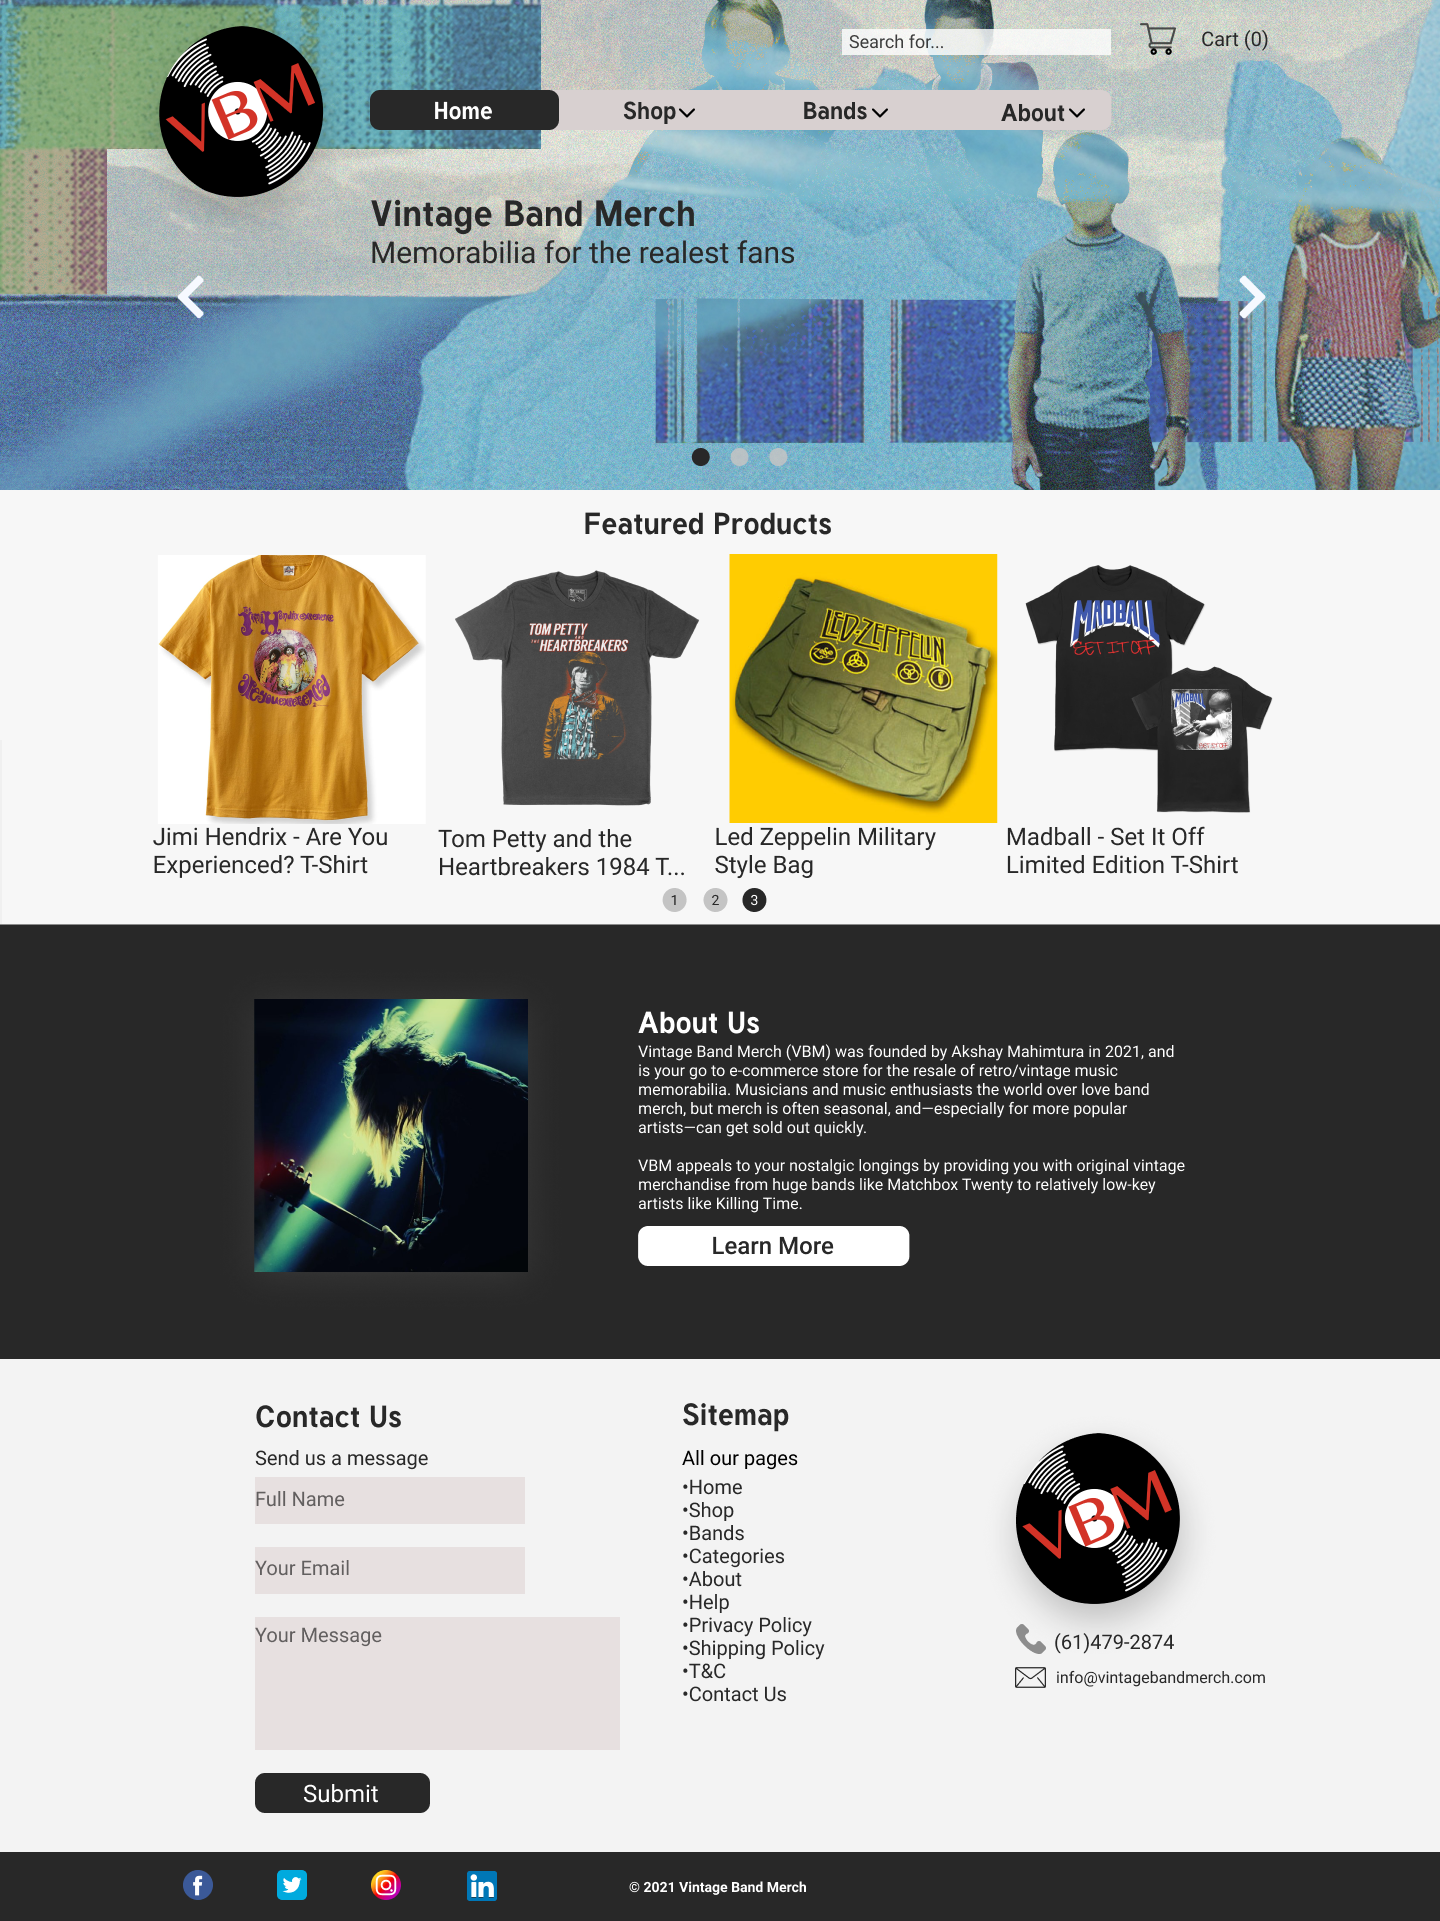 VBM
Search for...
Cart (0)
Home
Shop
Bands
About
Vintage Band Merch
Memorabilia for the realest fans
Featured Products
TOM PETTY
HEARTBREAKERS
LED-ZEPPELIN
MADBALL
SET IT OFF
MADBALL
SET IT OFF
Jimi Hendrix - Are You
Experienced? T-Shirt
Tom Petty and the
Heartbreakers 1984 T...
Led Zeppelin Military
Style Bag
Madball - Set It Off
Limited Edition T-Shirt
1
2
3
About Us
Vintage Band Merch (VBM) was founded by Akshay Mahimtura in 2021, and
is your go to e-commerce store for the resale of retro/vintage music
memorabilia. Musicians and music enthusiasts the world over love band
merch, but merch is often seasonal, and—especially for more popular
artists—can get sold out quickly.
VBM appeals to your nostalgic longings by providing you with original vintage
merchandise from huge bands like Matchbox Twenty to relatively low-key
artists like Killing Time.
Learn More
Contact Us
Send us a message
Full Name
Your Email
Your Message
Submit
Sitemap
All our pages
•Home
•Shop
•Bands
•Categories
•About
•Help
•Privacy Policy
•Shipping Policy
•T&C
•Contact Us
VBM
(61)479-2874
info@vintagebandmerch.com
© 2021 Vintage Band Merch